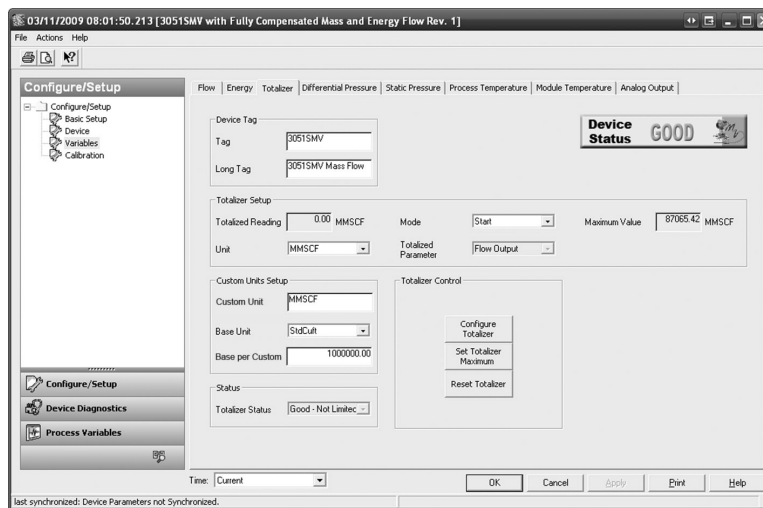 03/11/2009 08:01:50.213 [3051SMV with Fully Compensated Mass and Energy Flow Rev. 1]
File Actions Help
Configure/Setup
Configure/Setup
Basic Setup
Device
Variables
Calibration
Configure/Setup
Device Diagnostics
Process Variables
Flow Energy Totalizer Differential Pressure Static Pressure Process Temperature Module Temperature Analog Output
Device Tag
Tag 3051SMV
Long Tag 3051SMV Mass Flow
Device Status GOOD
Totalizer Setup
Totalized Reading 0.00 MMSCF Mode Start Maximum Value 87065.42 MMSCF
Unit MMSCF Totalized Parameter Flow Output
Custom Units Setup
Custom Unit MMSCF
Base Unit StdCuft
Base per Custom 1000000.00
Totalizer Control
Configure Totalizer
Set Totalizer Maximum
Reset Totalizer
Status
Totalizer Status Good - Not Limitec
Time: Current
OK Cancel Apply Print Help
last synchronized: Device Parameters not Synchronized.